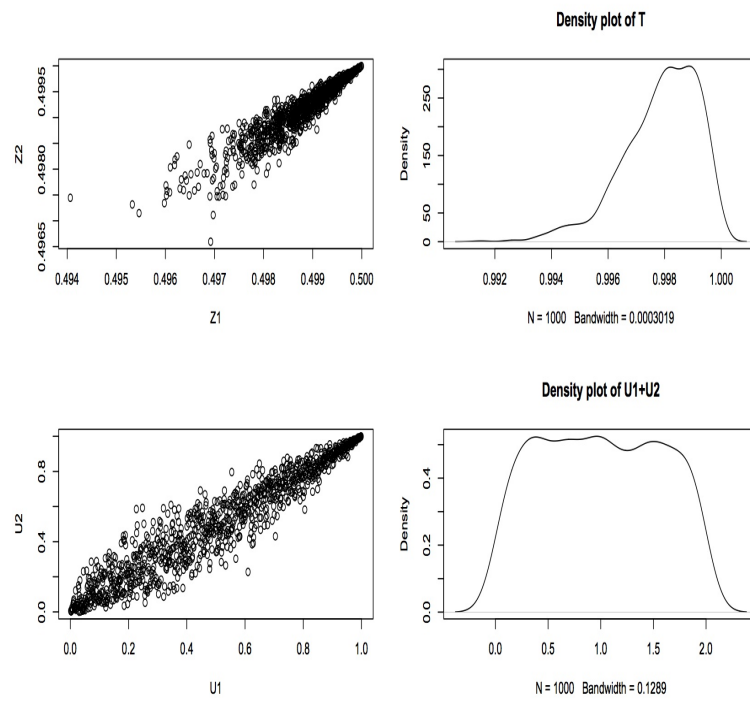 Density plot of T
Z2
0.4965 0.4980 0.4995
0.494 0.495 0.496 0.497 0.498 0.499 0.500
Z1
Density
0 50 150 250
0.992 0.994 0.996 0.998 1.000
N = 1000 Bandwidth = 0.0003019
Density plot of U1+U2
U2
0.0 0.4 0.8
0.0 0.2 0.4 0.6 0.8 1.0
U1
Density
0.0 0.2 0.4
0.0 0.5 1.0 1.5 2.0
N = 1000 Bandwidth = 0.1289